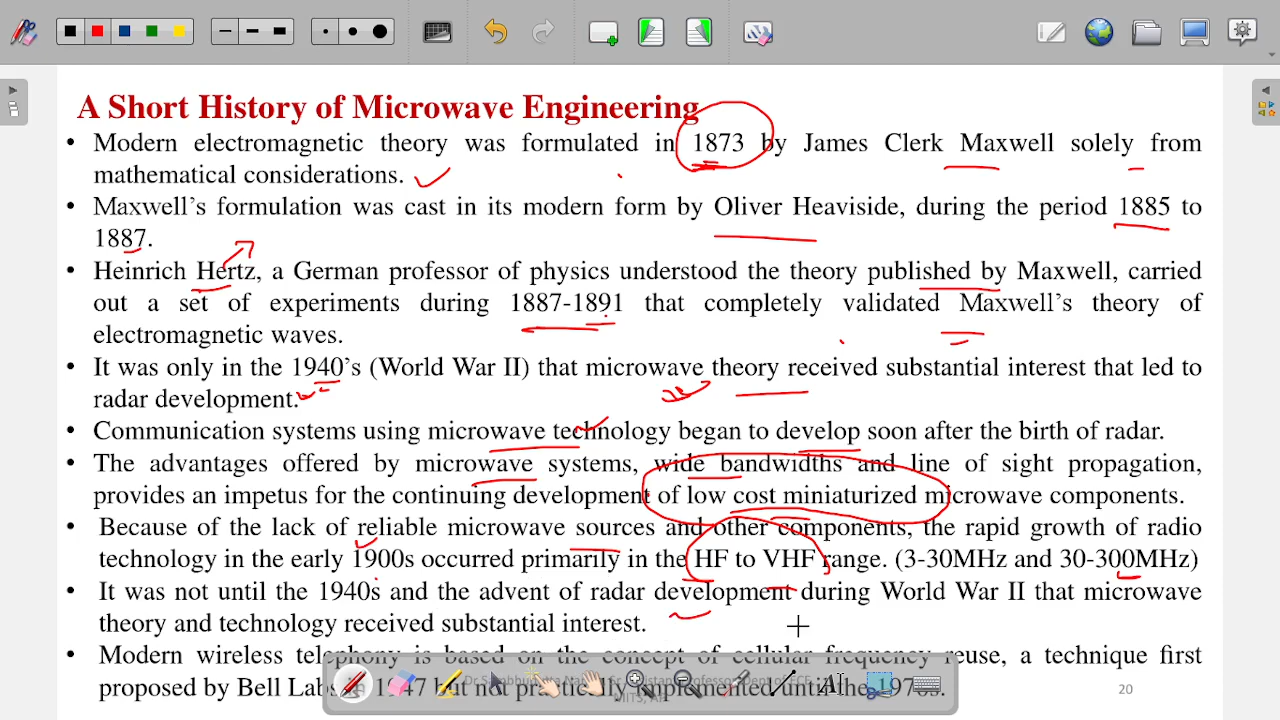 A Short History of Microwave Engineering
• Modern electromagnetic theory was formulated in 1873 by James Clerk Maxwell solely from
mathematical considerations.
• Maxwell's formulation was cast in its modern form by Oliver Heaviside, during the period 1885 to
1887.
• Heinrich Hertz, a German professor of physics understood the theory published by Maxwell, carried
out a set of experiments during 1887-1891 that completely validated Maxwell's theory of
electromagnetic waves.
• It was only in the 1940's (World War II) that microwave theory received substantial interest that led to
radar development.
• Communication systems using microwave technology began to develop soon after the birth of radar.
• The advantages offered by microwave systems, wide bandwidths and line of sight propagation,
provides an impetus for the continuing development of low cost miniaturized microwave components.
• Because of the lack of reliable microwave sources and other components, the rapid growth of radio
technology in the early 1900s occurred primarily in the HF to VHF range. (3-30MHz and 30-300MHz)
• It was not until the 1940s and the advent of radar development during World War II that microwave
theory and technology received substantial interest.
• Modern wireless telephony is based on the concept of cellular frequency reuse, a technique first
proposed by Bell Labs in 1947 but not practically implemented until the 1970s.
20